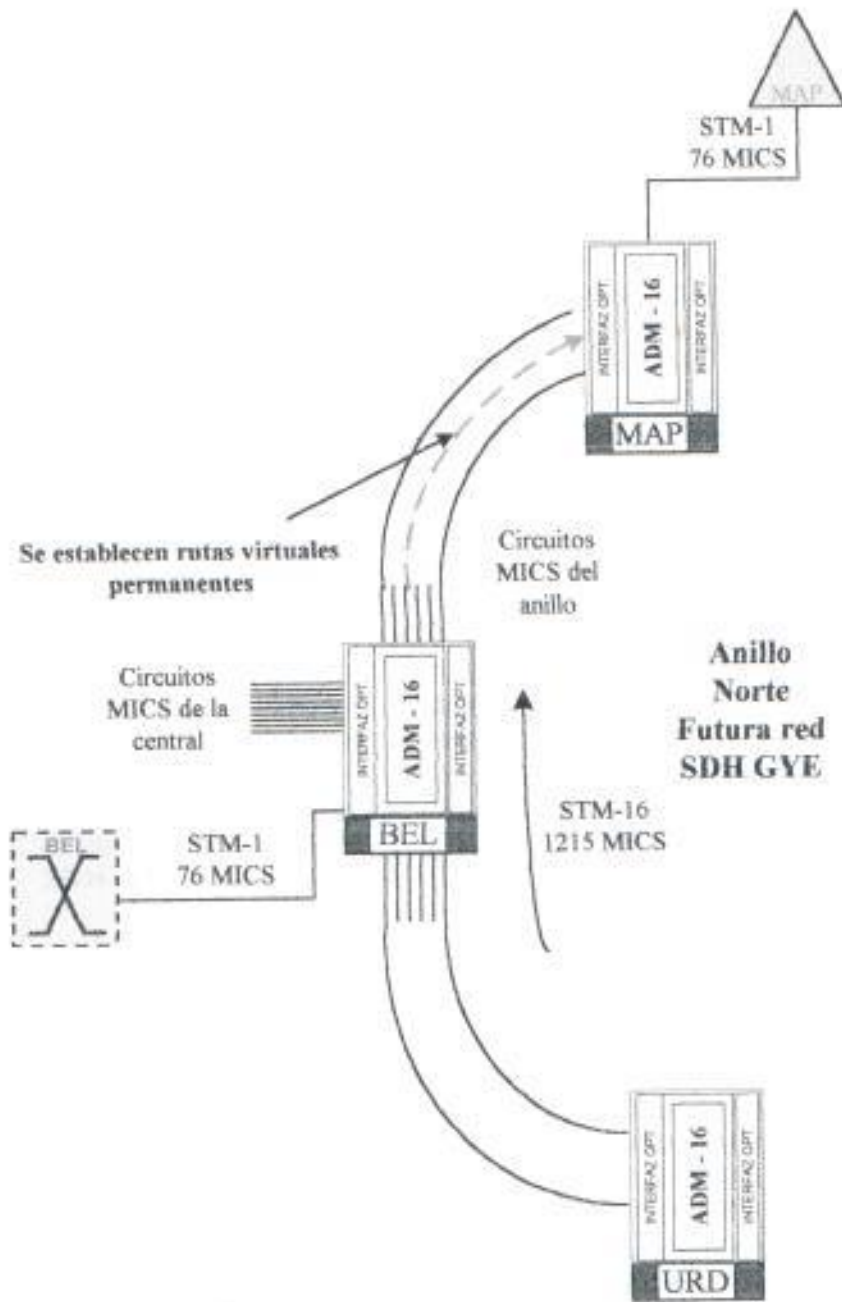 MAP
STM-1
76 MICS
INTERFAZ OPT
ADM - 16
INTERFAZ OPT
MAP
Se establecen rutas virtuales
permanentes
Circuitos
MICS del
anillo
Circuitos
MICS de la
central
INTERFAZ OPT
ADM - 16
INTERFAZ OPT
BEL
Anillo
Norte
Futura red
SDH GYE
STM-16
1215 MICS
BEL
STM-1
76 MICS
INTERFAZ OPT
ADM - 16
INTERFAZ OPT
URD